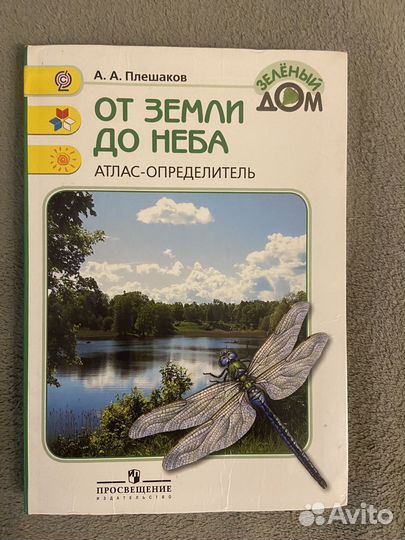 А. А. Плешаков
ЗЕЛЁНЫЙ
ДОМ
ОТ ЗЕМЛИ
ДО НЕБА
АТЛАС-ОПРЕДЕЛИТЕЛЬ
ПРОСВЕЩЕНИЕ
ИЗДАТЕЛЬСТВО
Avito